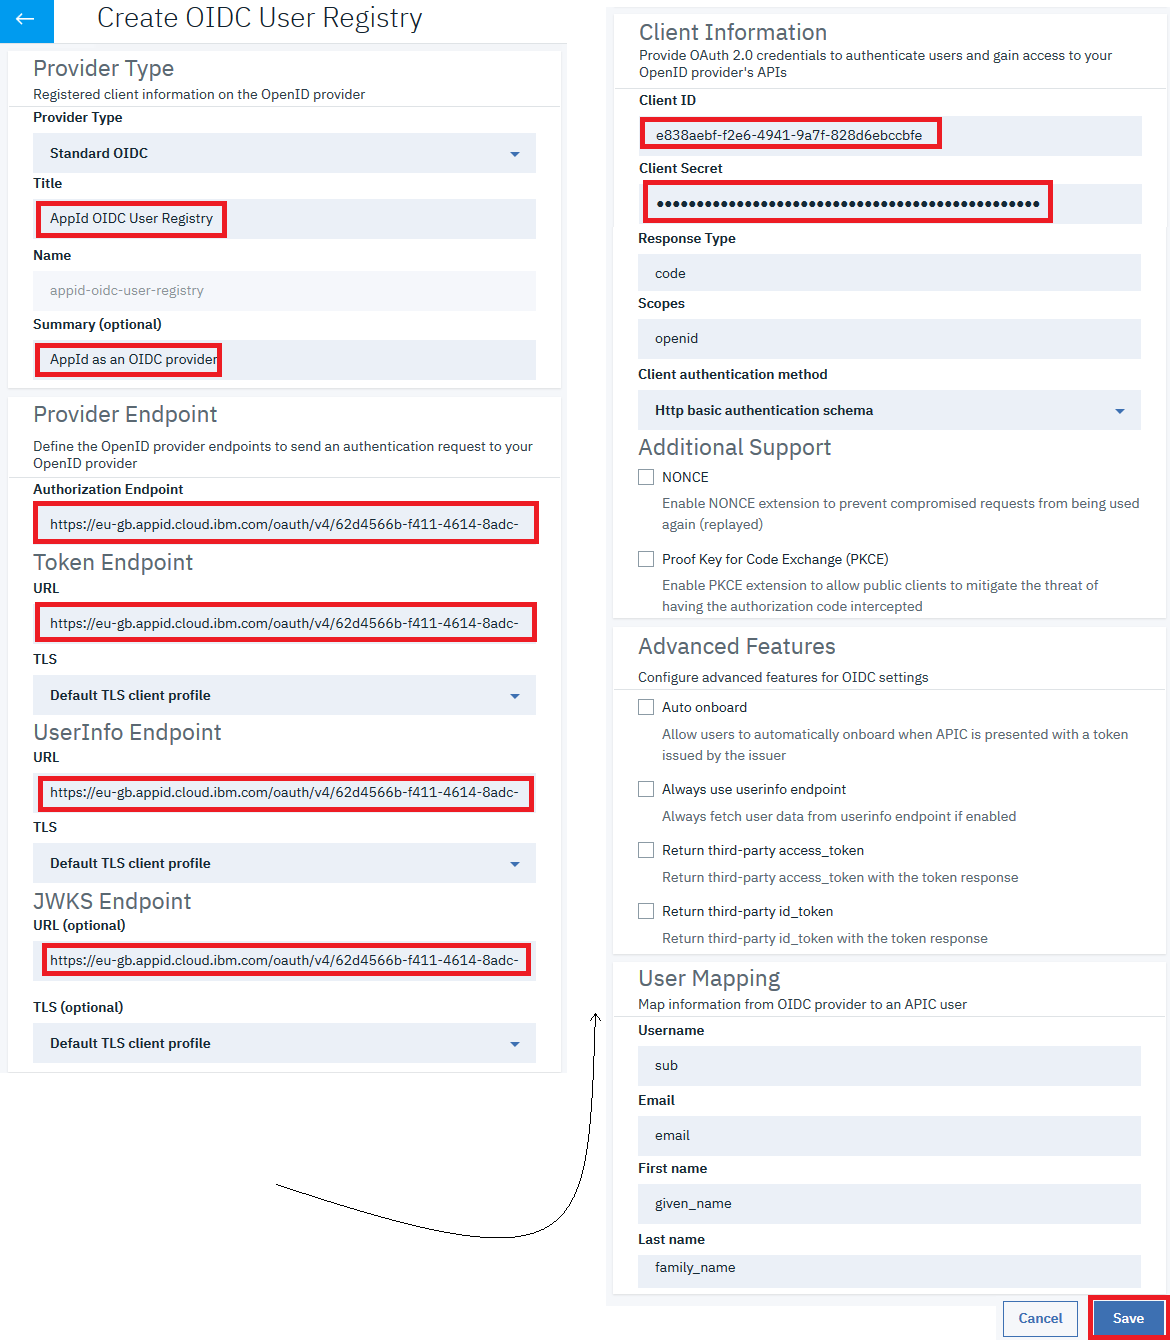 Create OIDC User Registry
Provider Type
Registered client information on the OpenID provider
Provider Type
Standard OIDC
Title
AppId OIDC User Registry
Name
appid-oidc-user-registry
Summary (optional)
AppId as an OIDC provider
Provider Endpoint
Define the OpenID provider endpoints to send an authentication request to your
OpenID provider
Authorization Endpoint
https://eu-gb.appid.cloud.ibm.com/oauth/v4/62d4566b-f411-4614-8adc-
Token Endpoint
URL
https://eu-gb.appid.cloud.ibm.com/oauth/v4/62d4566b-f411-4614-8adc-
TLS
Default TLS client profile
UserInfo Endpoint
URL
https://eu-gb.appid.cloud.ibm.com/oauth/v4/62d4566b-f411-4614-8adc-
TLS
Default TLS client profile
JWKS Endpoint
URL (optional)
https://eu-gb.appid.cloud.ibm.com/oauth/v4/62d4566b-f411-4614-8adc-
TLS (optional)
Default TLS client profile
Client Information
Provide OAuth 2.0 credentials to authenticate users and gain access to your
OpenID provider's APIs
Client ID
e838aebf-f2e6-4941-9a7f-828d6ebccbfe
Client Secret
••••••••••••••••••••••••••••••••••••••••••••••••
Response Type
code
Scopes
openid
Client authentication method
Http basic authentication schema
Additional Support
NONCE
Enable NONCE extension to prevent compromised requests from being used
again (replayed)
Proof Key for Code Exchange (PKCE)
Enable PKCE extension to allow public clients to mitigate the threat of
having the authorization code intercepted
Advanced Features
Configure advanced features for OIDC settings
Auto onboard
Allow users to automatically onboard when APIC is presented with a token
issued by the issuer
Always use userinfo endpoint
Always fetch user data from userinfo endpoint if enabled
Return third-party access_token
Return third-party access_token with the token response
Return third-party id_token
Return third-party id_token with the token response
User Mapping
Map information from OIDC provider to an APIC user
Username
sub
Email
email
First name
given_name
Last name
family_name
Cancel Save